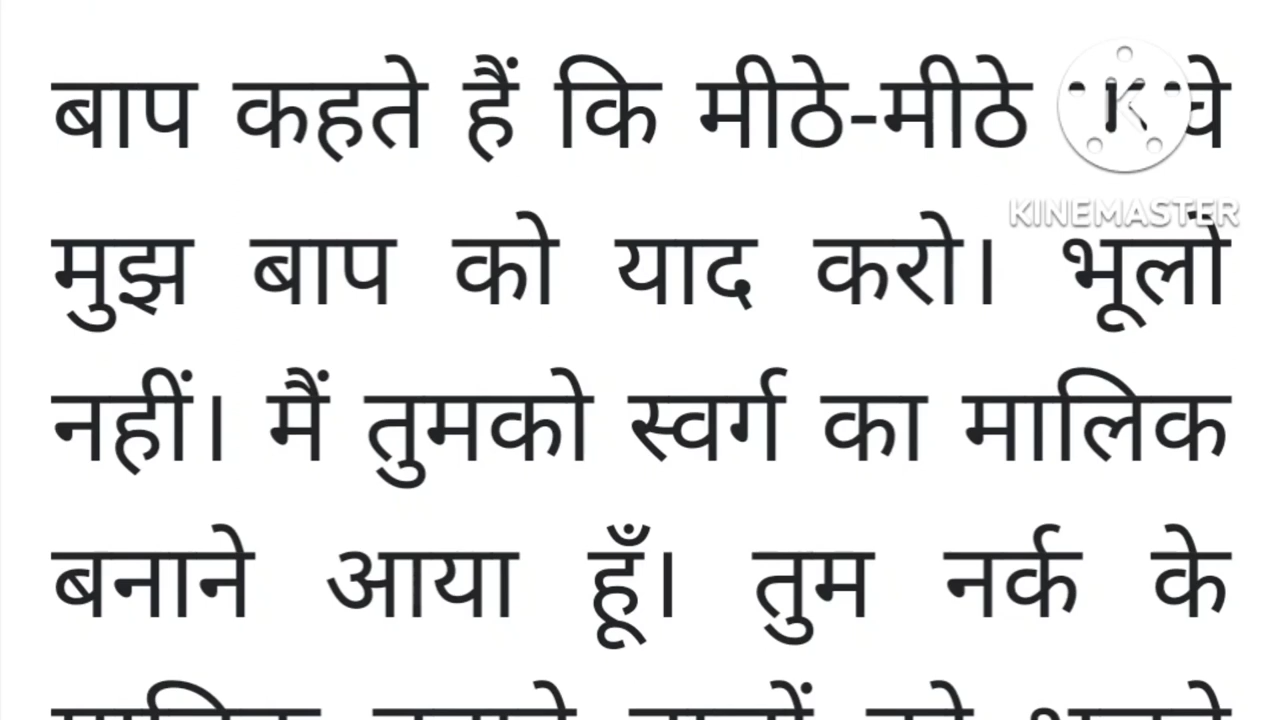 बाप कहते हैं कि मीठे-मीठे
मुझ बाप को याद करो। भूलो
नहीं। मैं तुमको स्वर्ग का मालिक
बनाने आया हूँ। तुम नर्क के
KINEMASTER